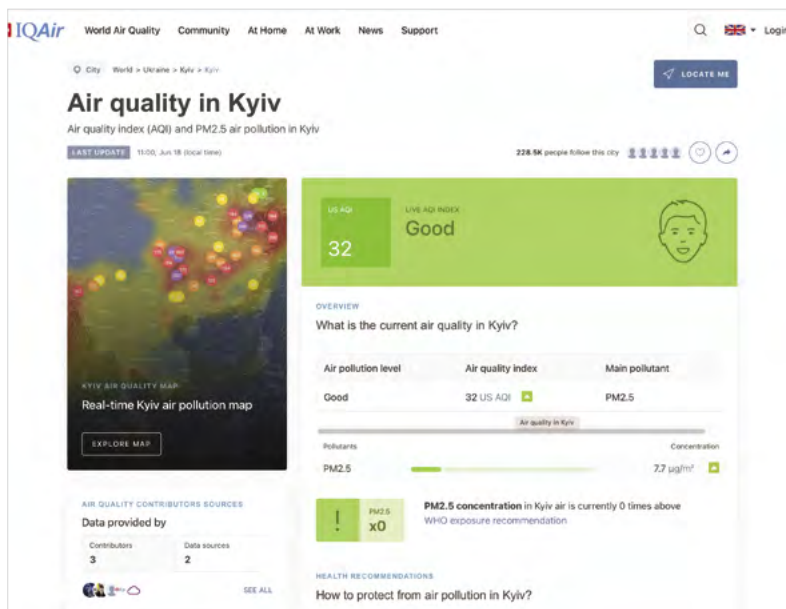 IQAir World Air Quality Community At Home At Work News Support Login
City World > Ukraine > Kyiv > Kyiv
LOCATE ME
Air quality in Kyiv
Air quality index (AQI) and PM2.5 air pollution in Kyiv
LAST UPDATE 11:00, Jun 18 (local time)
228.5K people follow this city
KYIV AIR QUALITY MAP
Real-time Kyiv air pollution map
EXPLORE MAP
AIR QUALITY CONTRIBUTORS SOURCES
Data provided by
Contributors Data sources
3 2
SEE ALL
US AQI LIVE AQI INDEX
32 Good
OVERVIEW
What is the current air quality in Kyiv?
Air pollution level Air quality index Main pollutant
Good 32 US AQI PM2.5
Air quality in Kyiv
Pollutants Concentration
PM2.5 7.7 µg/m³
! PM2.5 x0
PM2.5 concentration in Kyiv air is currently 0 times above
WHO exposure recommendation
HEALTH RECOMMENDATIONS
How to protect from air pollution in Kyiv?